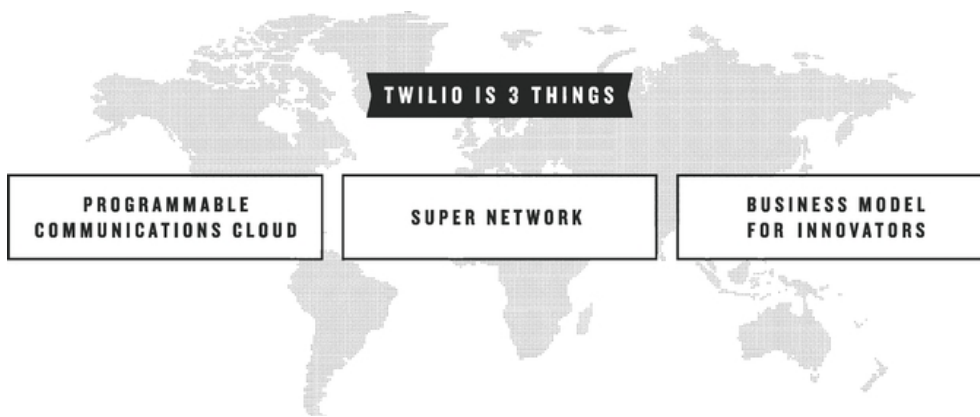 TWILIO IS 3 THINGS
PROGRAMMABLE
COMMUNICATIONS CLOUD
SUPER NETWORK
BUSINESS MODEL
FOR INNOVATORS